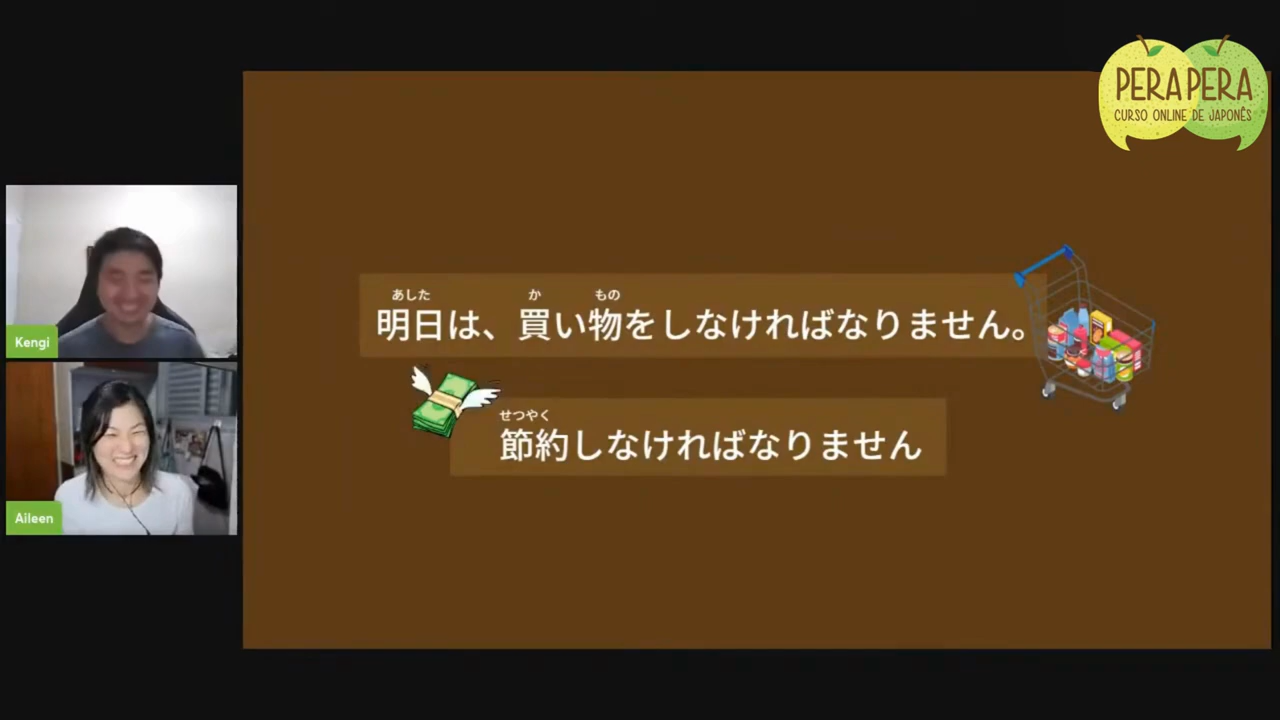 PERA PERA
CURSO ONLINE DE JAPONÊS
Kengi
Aileen
あした か もの
明日は、買い物をしなければなりません。
せつやく
節約しなければなりません